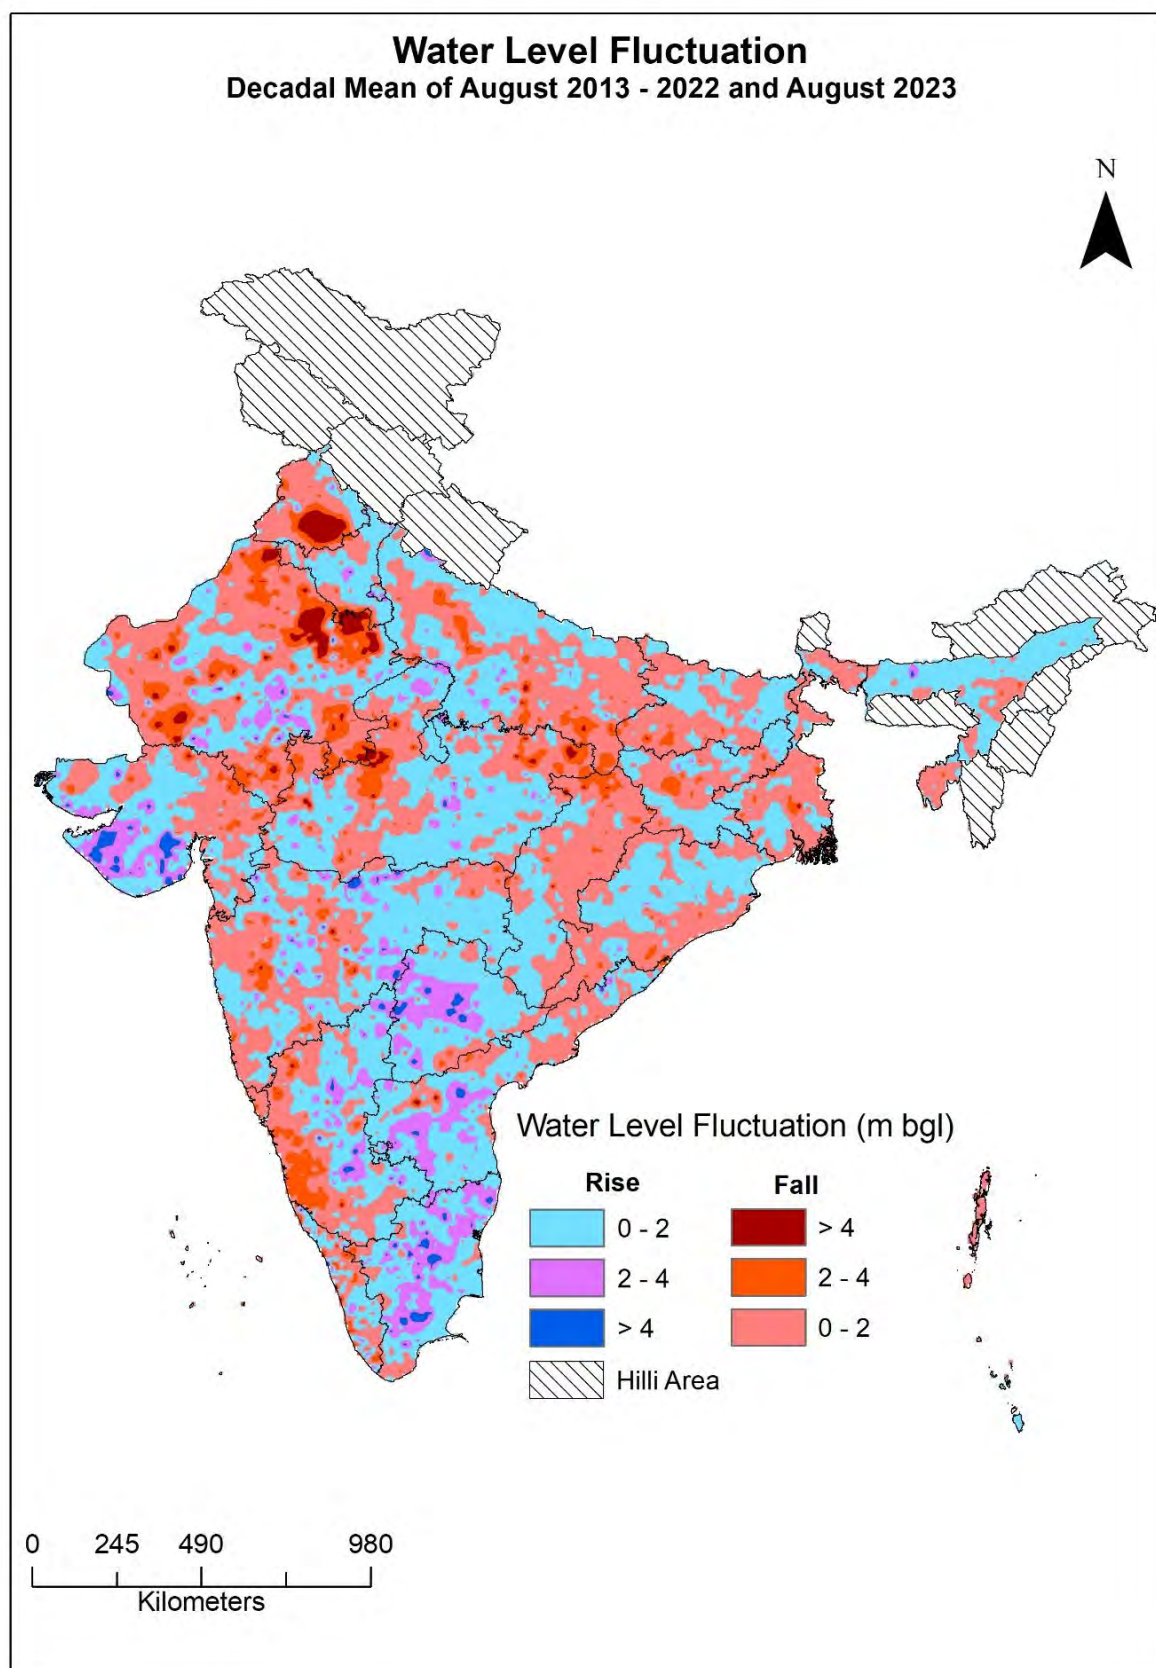 Water Level Fluctuation
Decadal Mean of August 2013 - 2022 and August 2023
N
Water Level Fluctuation (m bgl)
Rise Fall
0 - 2 > 4
2 - 4 2 - 4
> 4 0 - 2
Hilli Area
0 245 490 980
Kilometers